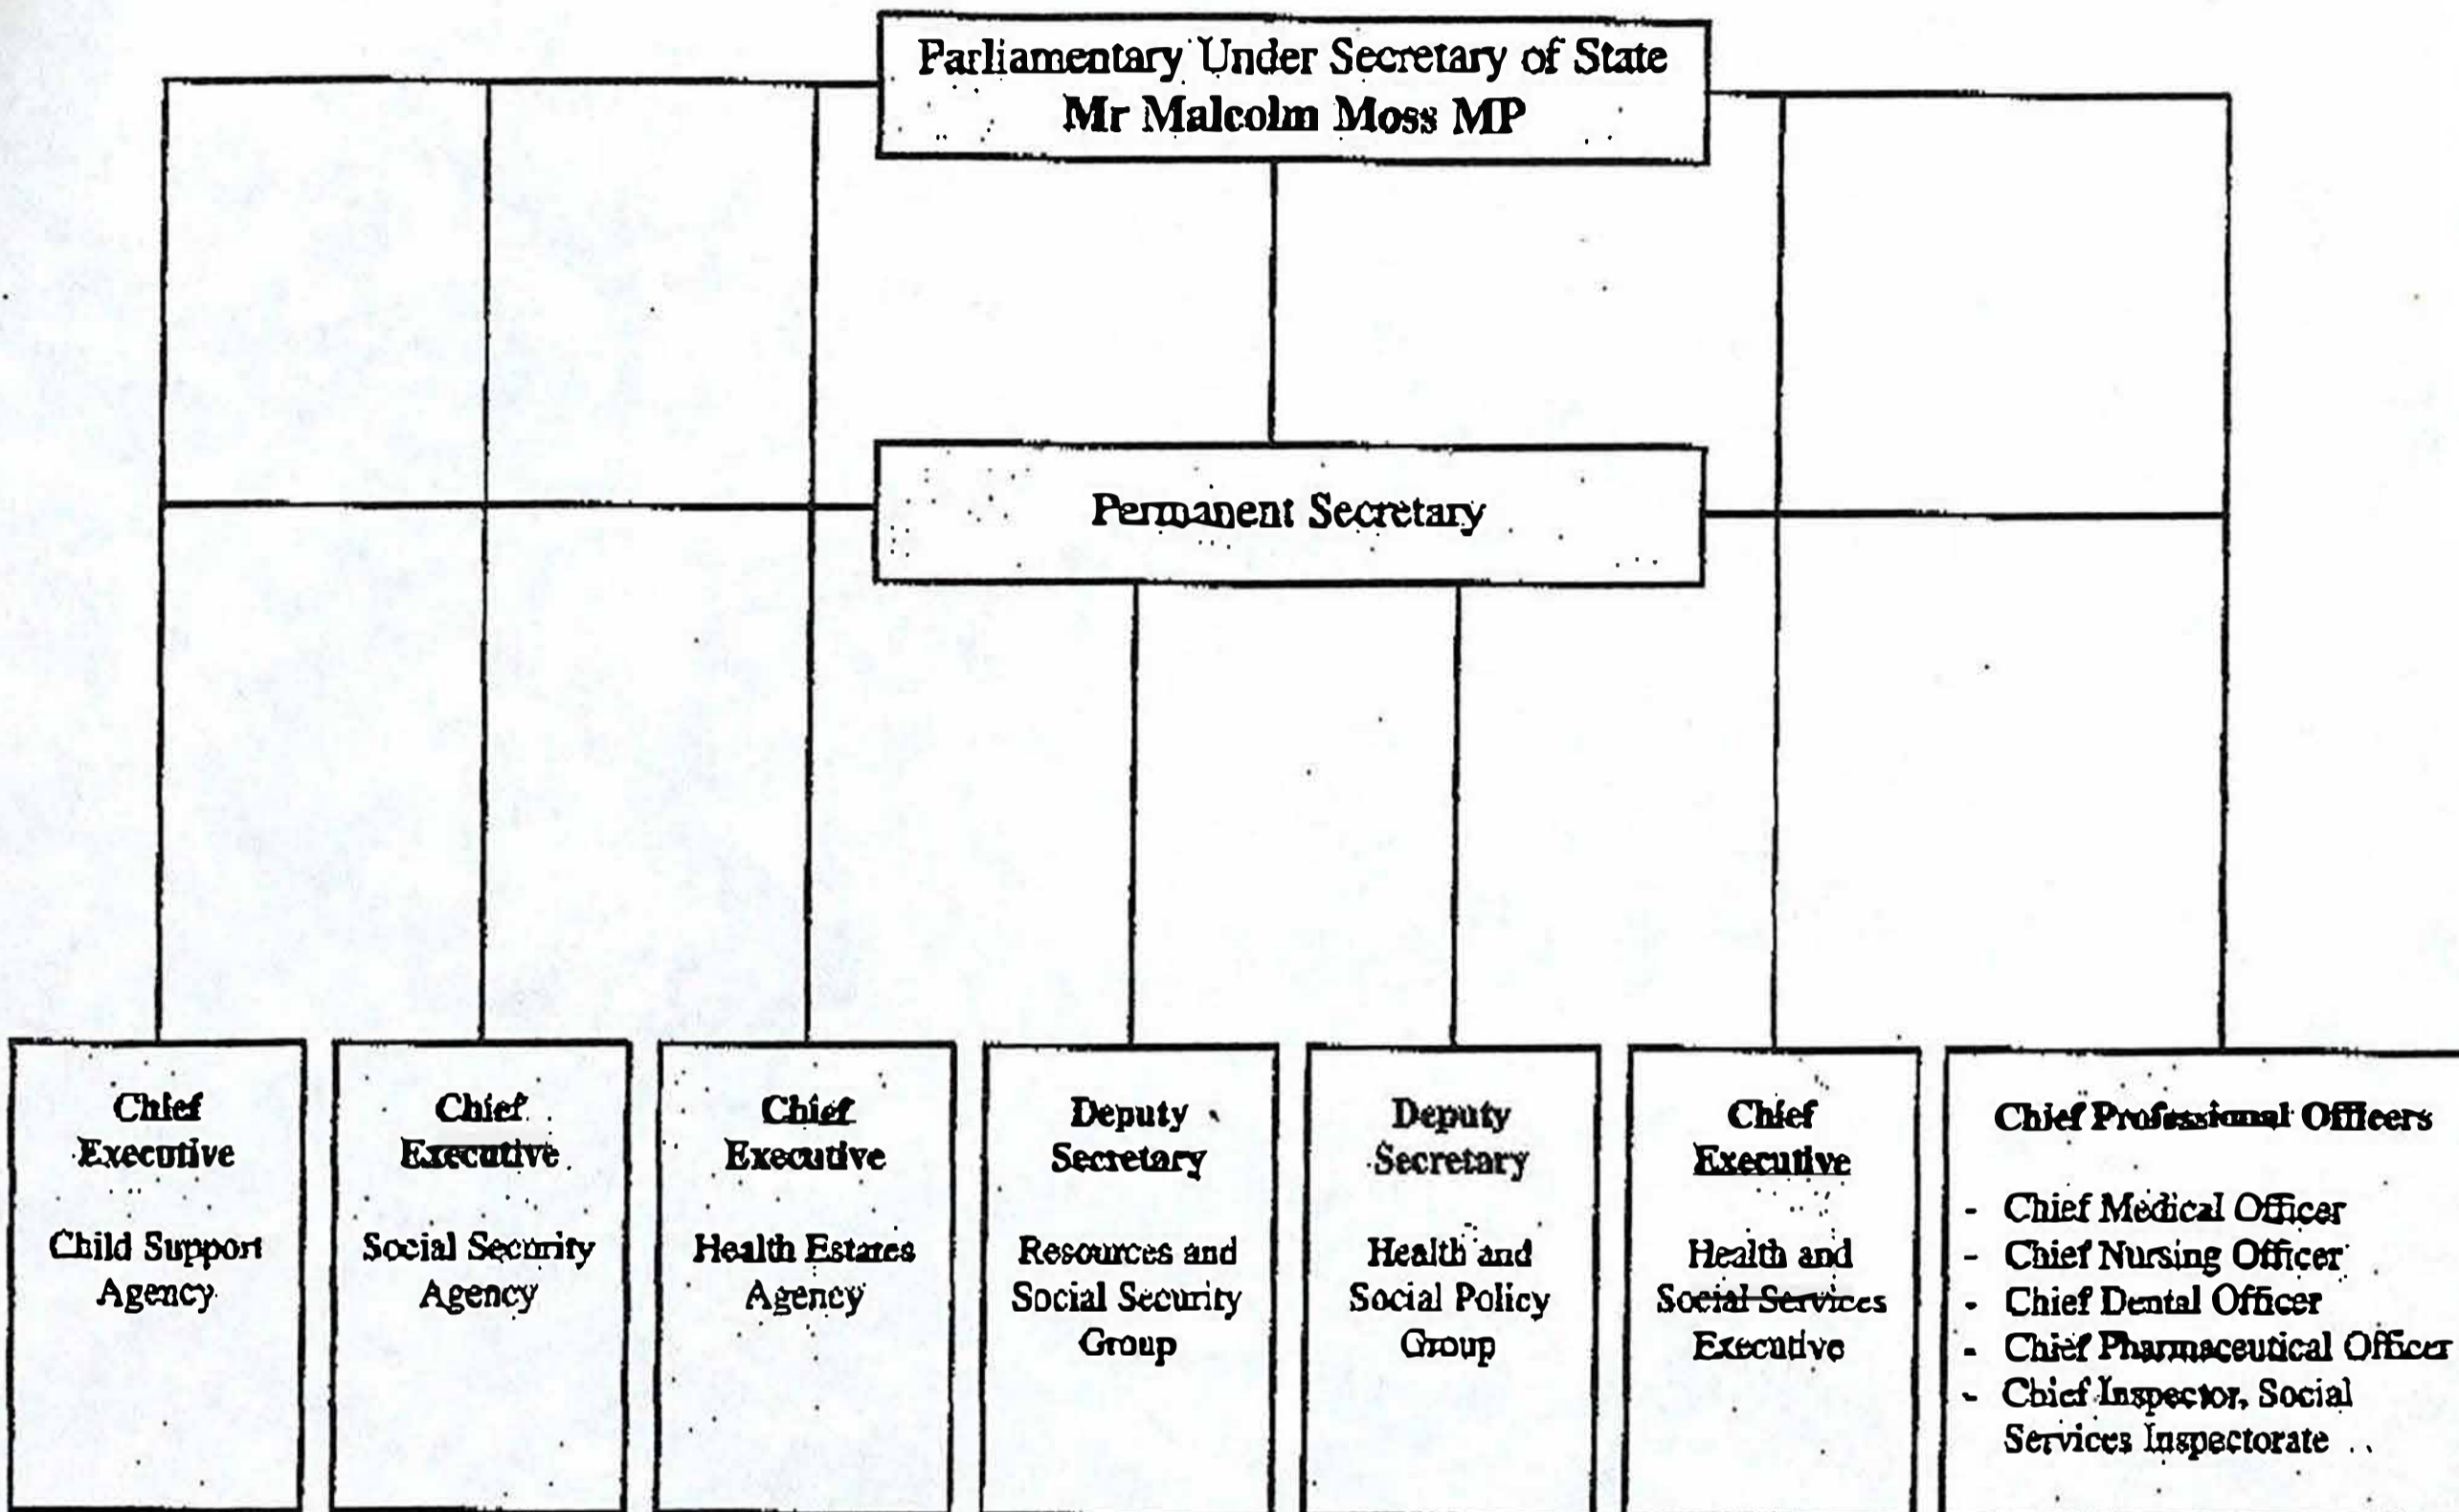 Parliamentary Under Secretary of State
Mr Malcolm Moss MP
Permanent Secretary
Chief
Executive
Child Support
Agency
Chief
Executive
Social Security
Agency
Chief
Executive
Health Estates
Agency
Deputy
Secretary
Resources and
Social Security
Group
Deputy
Secretary
Health and
Social Policy
Group
Chief
Executive
Health and
Social Services
Executive
Chief Professional Officers
- Chief Medical Officer
- Chief Nursing Officer
- Chief Dental Officer
- Chief Pharmaceutical Officer
- Chief Inspector, Social
Services Inspectorate